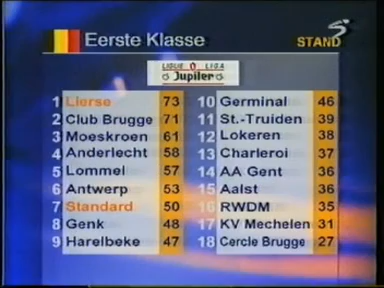 Eerste Klasse
STAND
LIGUE LIGA
Jupiler
1 Lierse 73
2 Club Brugge 71
3 Moeskroen 61
4 Anderlecht 58
5 Lommel 57
6 Antwerp 53
7 Standard 50
8 Genk 48
9 Harelbeke 47
10 Germinal 46
11 St.-Truiden 39
12 Lokeren 38
13 Charleroi 37
14 AA Gent 36
15 Aalst 36
16 RWDM 35
17 KV Mechelen 31
18 Cercle Brugge 27